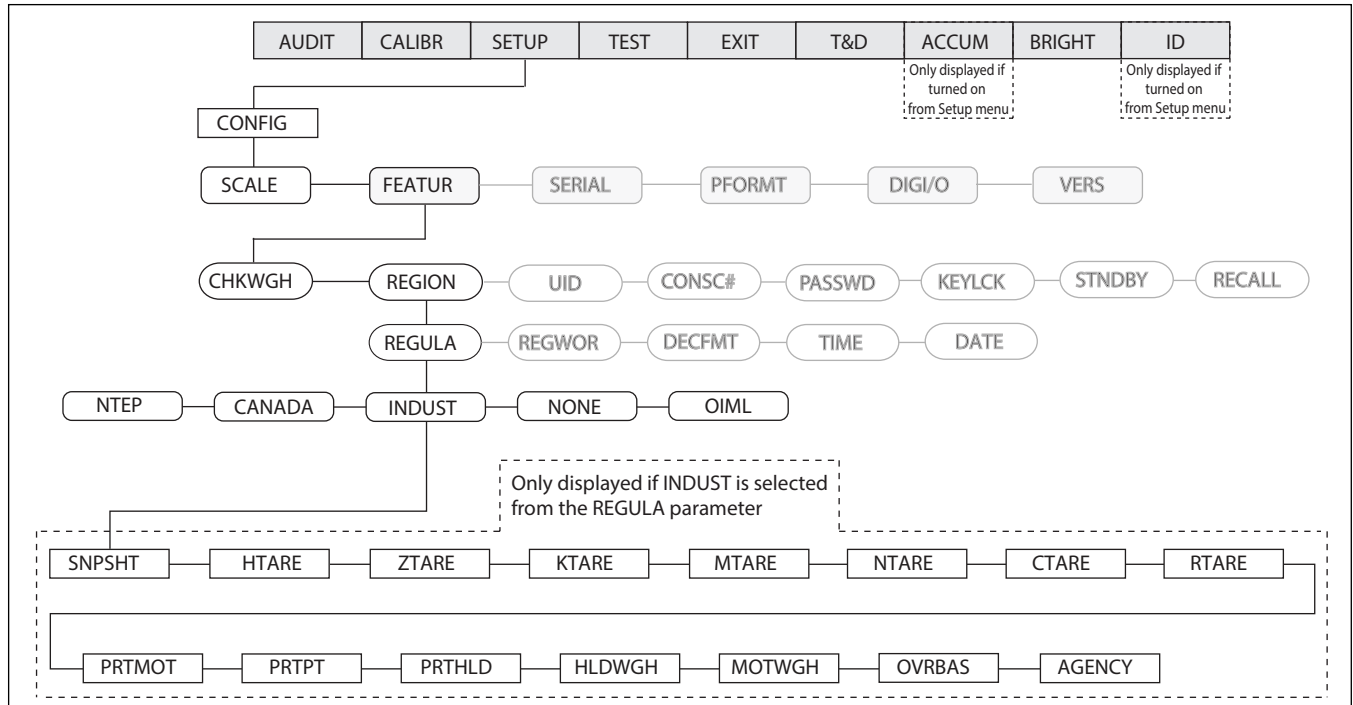 AUDIT CALIBR SETUP TEST EXIT T&D ACCUM BRIGHT ID
Only displayed if
turned on
from Setup menu
Only displayed if
turned on
from Setup menu
CONFIG
SCALE FEATUR SERIAL PFORMT DIGI/O VERS
CHKWGH REGION UID CONSC# PASSWD KEYLCK STNDBY RECALL
REGULA REGWOR DECFMT TIME DATE
NTEP CANADA INDUST NONE OIML
Only displayed if INDUST is selected
from the REGULA parameter
SNPSHT HTARE ZTARE KTARE MTARE NTARE CTARE RTARE
PRTMOT PRTPT PRTHLD HLDWGH MOTWGH OVRBAS AGENCY